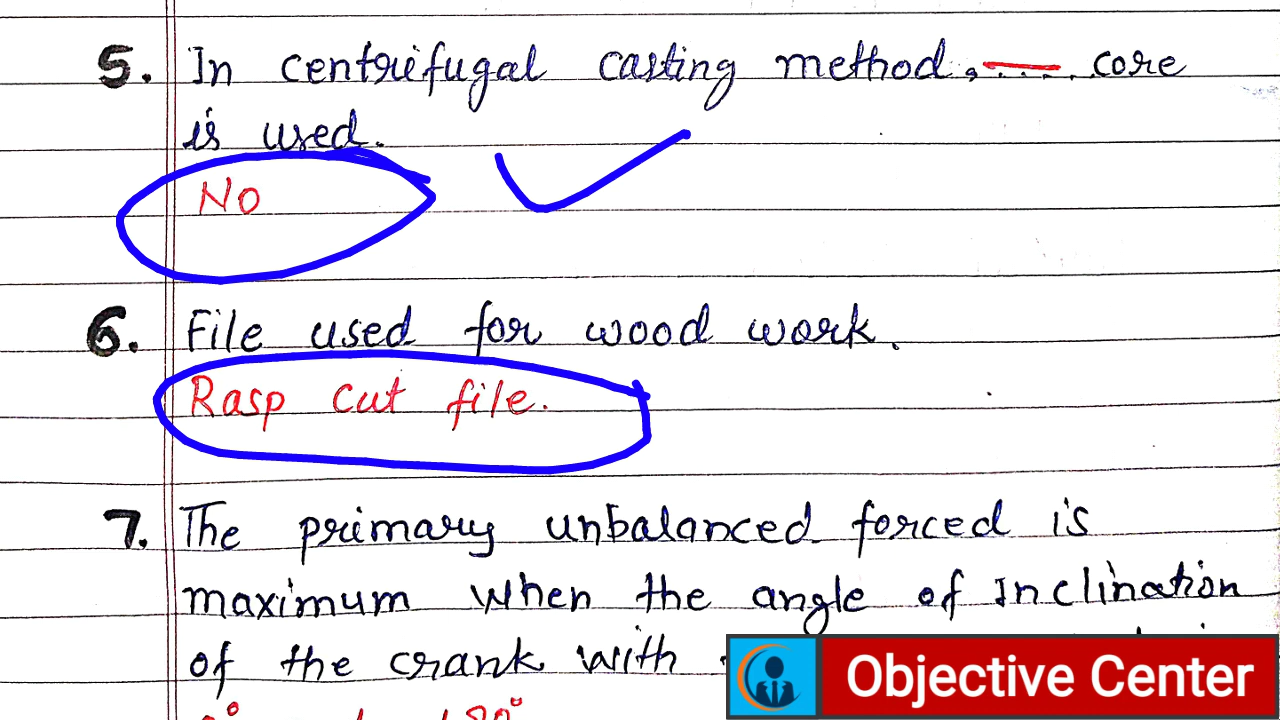 5. In centrifugal casting method, .... core
is used.
No
6. File used for wood work.
Rasp cut file.
7. The primary unbalanced forced is
maximum when the angle of Inclination
of the crank with
Objective Center